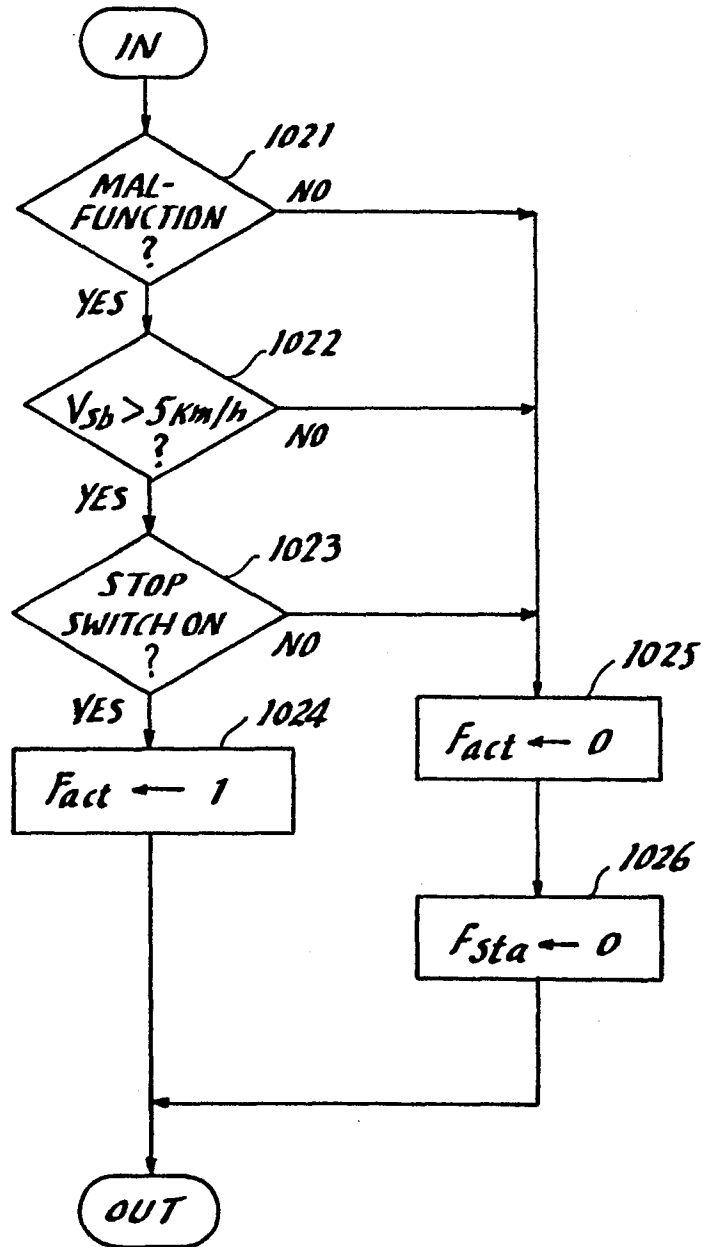 IN
1021
MAL-
FUNCTION
?
NO
YES
1022
Vsb > 5Km/h
?
NO
YES
1023
STOP
SWITCH ON
?
NO
YES
1024
Fact ← 1
1025
Fact ← 0
1026
Fsta ← 0
OUT